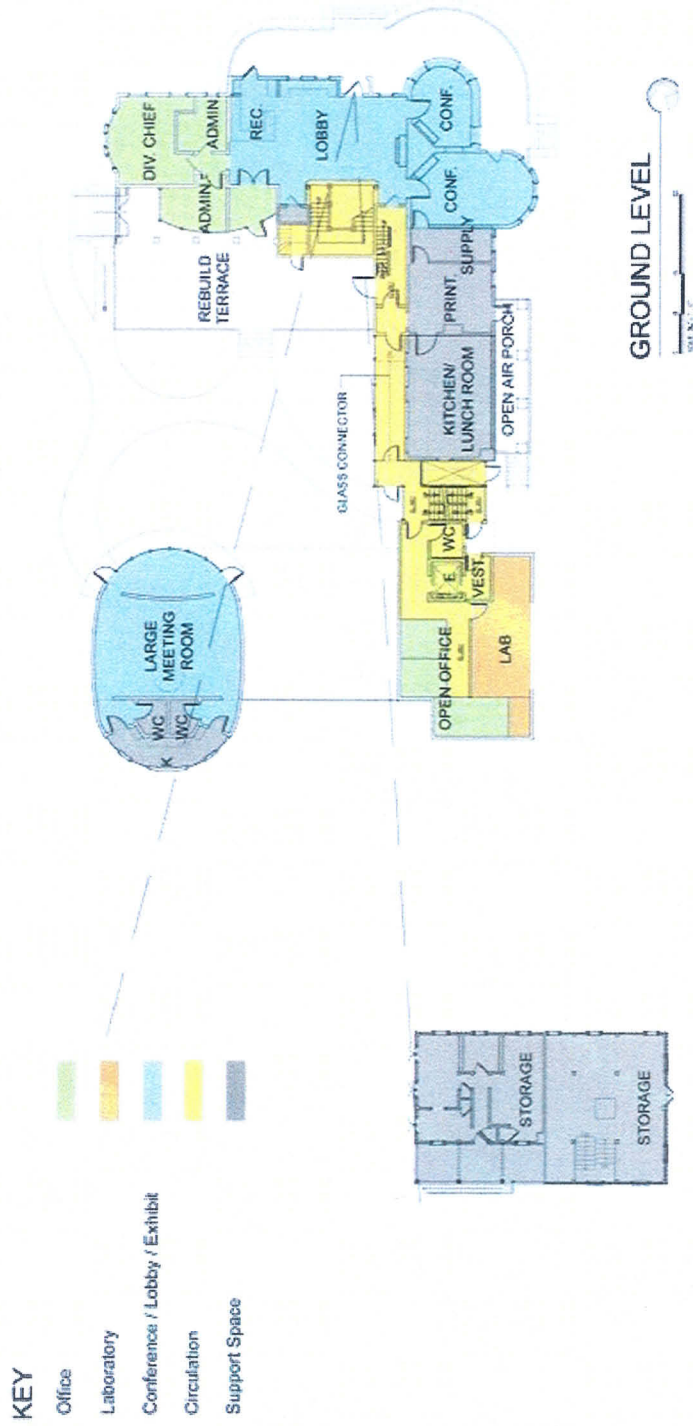 KEY
Office
Laboratory
Conference / Lobby / Exhibit
Circulation
Support Space
DIV. CHIEF
ADMIN
ADMIN
REC.
LOBBY
CONF.
CONF.
REBUILD
TERRACE
SUPPLY
PRINT
KITCHEN/
LUNCH ROOM
OPEN AIR PORCH
GLASS CONNECTOR
LARGE
MEETING
ROOM
WC
WC
K
WC
E
VEST.
OPEN OFFICE
LAB
STORAGE
STORAGE
GROUND LEVEL